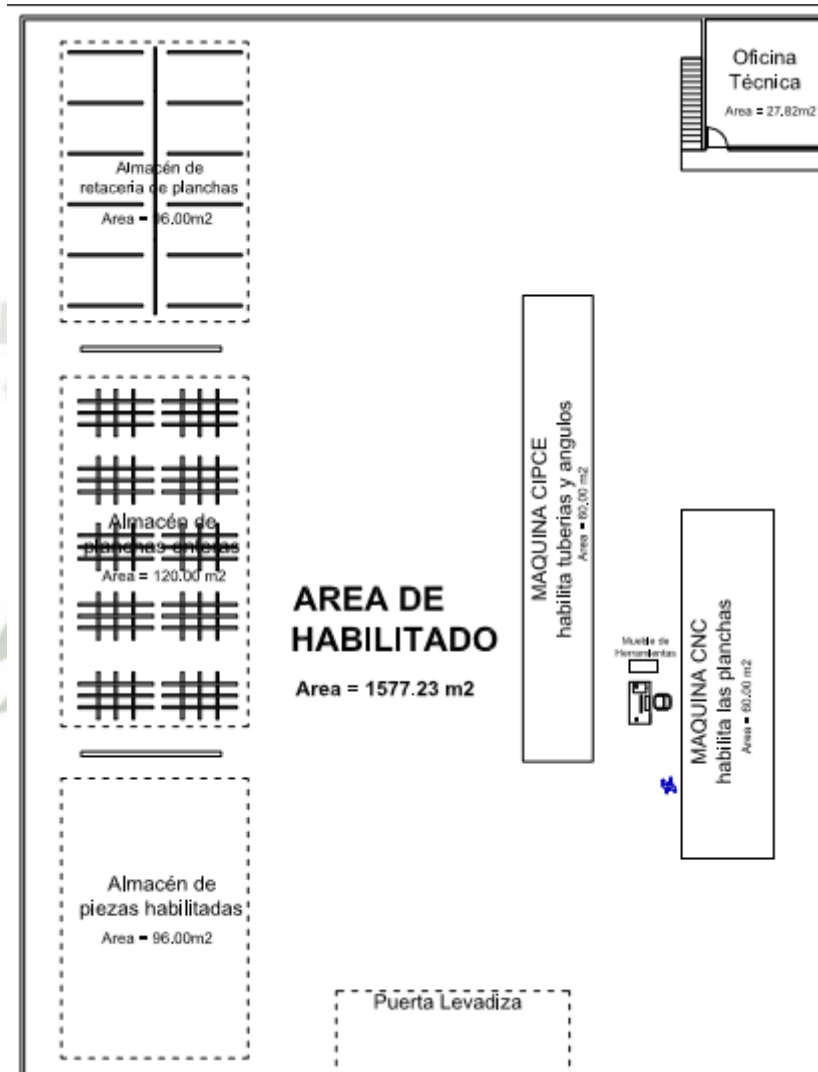 Oficina
Técnica
Area = 27.82m2
Almacén de
retaceria de planchas
Area = 96.00m2
MAQUINA CIPCE
habilita tuberias y angulos
Area = 60.00 m2
Almacén de
planchas enteras
Area = 120.00 m2
AREA DE
HABILITADO
Area = 1577.23 m2
Mueble de
Herramientas
MAQUINA CNC
habilita las planchas
Area = 60.00 m2
Almacén de
piezas habilitadas
Area = 96.00m2
Puerta Levadiza